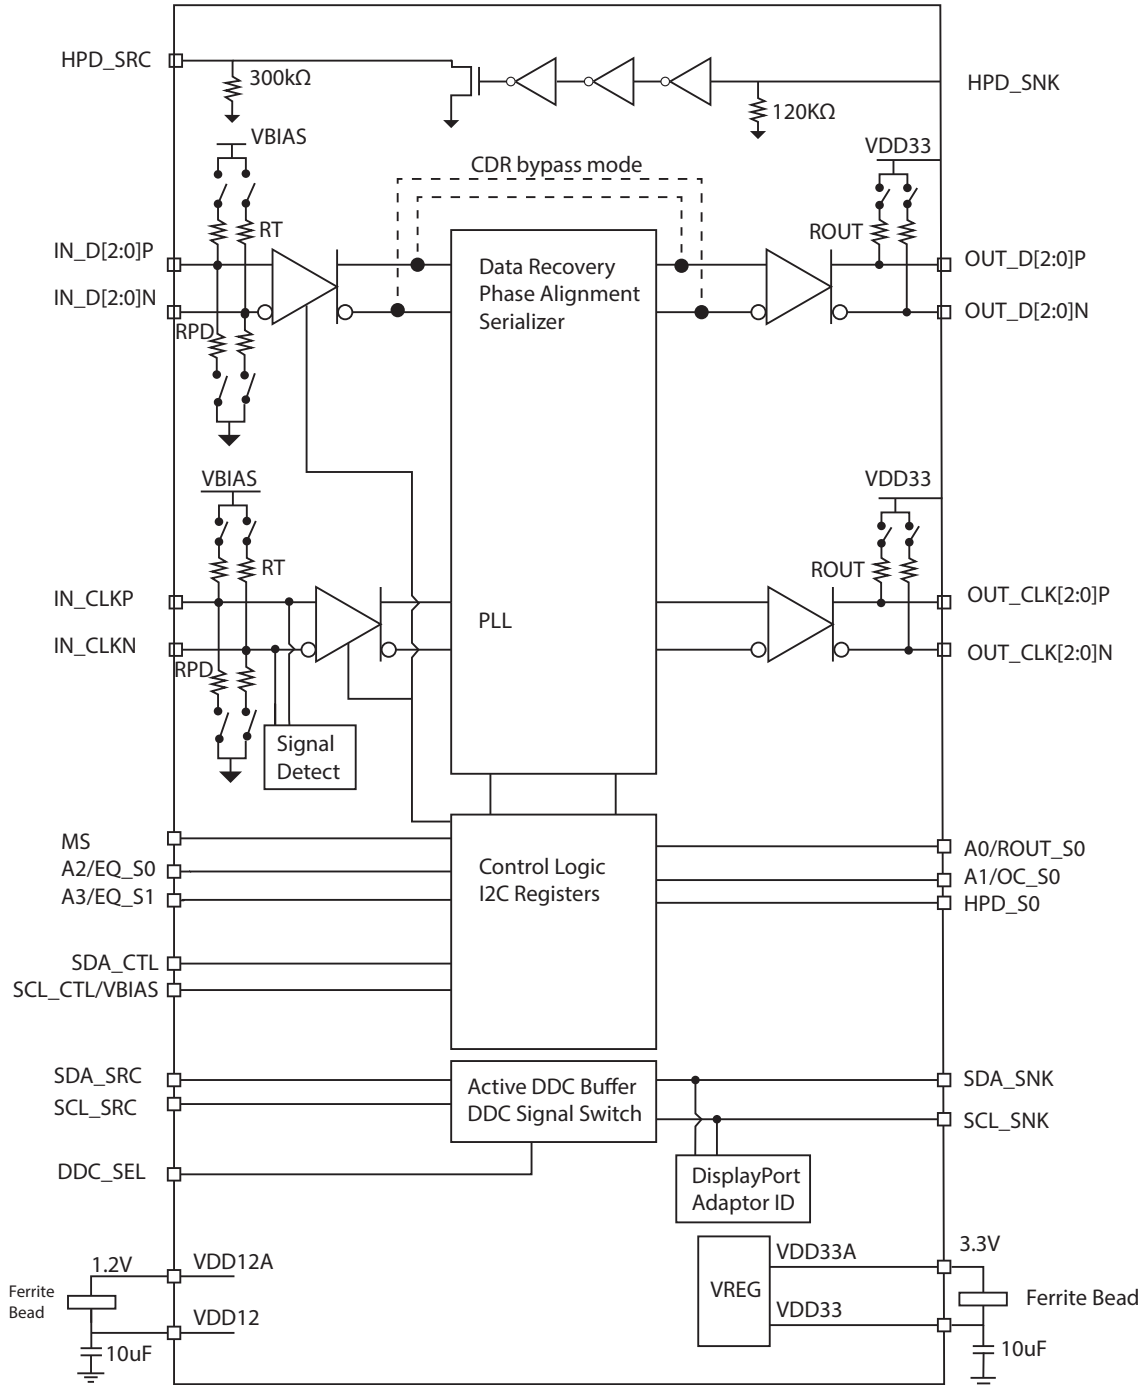 HPD_SRC
300kΩ
HPD_SNK
120KΩ
VBIAS
CDR bypass mode
VDD33
RT
ROUT
IN_D[2:0]P
Data Recovery
Phase Alignment
Serializer
OUT_D[2:0]P
IN_D[2:0]N
OUT_D[2:0]N
RPD
VBIAS
VDD33
RT
ROUT
IN_CLKP
OUT_CLK[2:0]P
PLL
IN_CLKN
OUT_CLK[2:0]N
RPD
Signal
Detect
MS
A2/EQ_S0
A3/EQ_S1
Control Logic
I2C Registers
A0/ROUT_S0
A1/OC_S0
HPD_S0
SDA_CTL
SCL_CTL/VBIAS
SDA_SRC
SCL_SRC
Active DDC Buffer
DDC Signal Switch
SDA_SNK
SCL_SNK
DDC_SEL
DisplayPort
Adaptor ID
1.2V
VDD12A
Ferrite
Bead
VDD12
10uF
VREG
VDD33A
VDD33
3.3V
Ferrite Bead
10uF